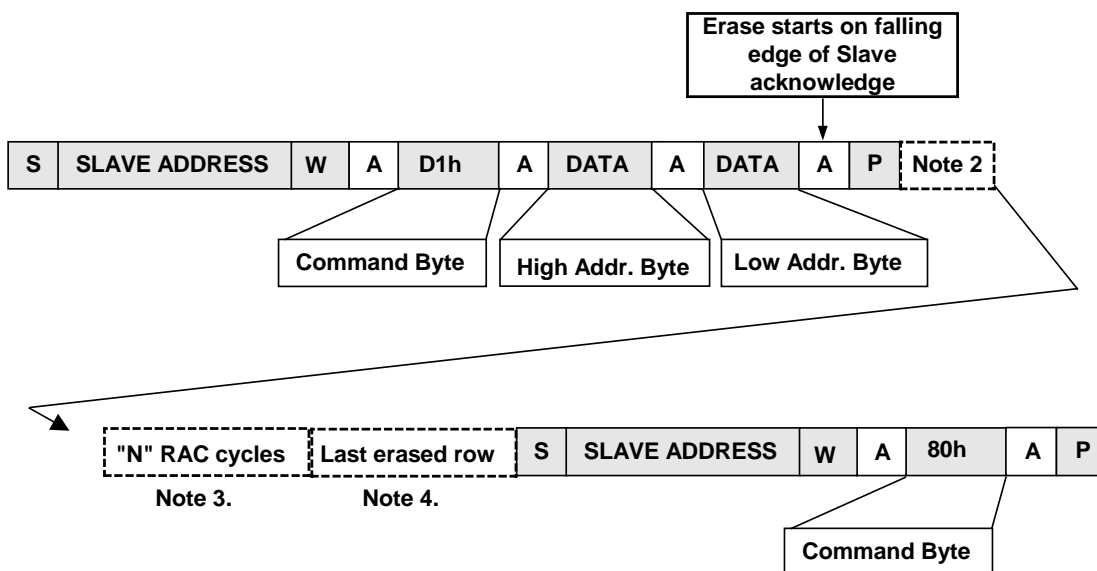 Erase starts on falling
edge of Slave
acknowledge
S SLAVE ADDRESS W A D1h A DATA A DATA A P Note 2
Command Byte High Addr. Byte Low Addr. Byte
"N" RAC cycles Last erased row S SLAVE ADDRESS W A 80h A P
Note 3. Note 4.
Command Byte